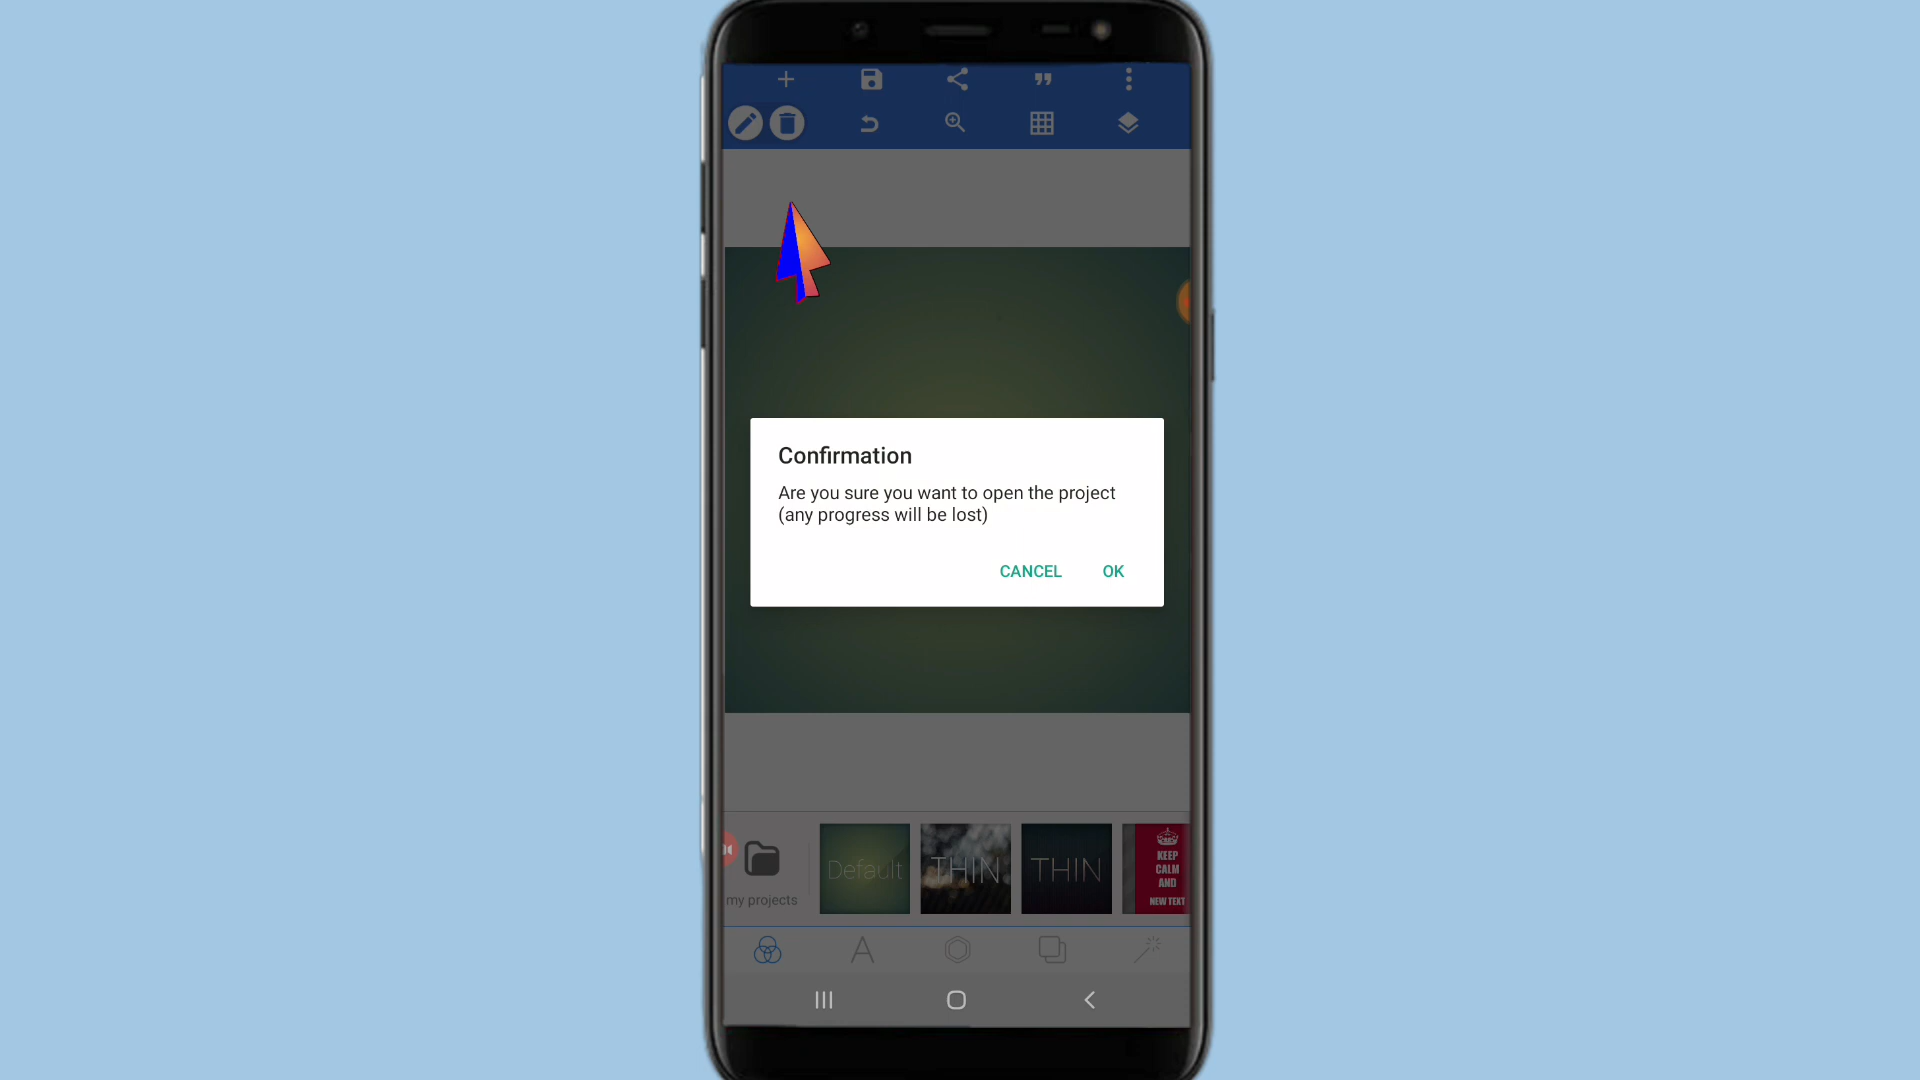 Confirmation
Are you sure you want to open the project
(any progress will be lost)
CANCEL OK
Default
THIN
THIN
KEEP
CALM
AND
NEW TEXT
my projects